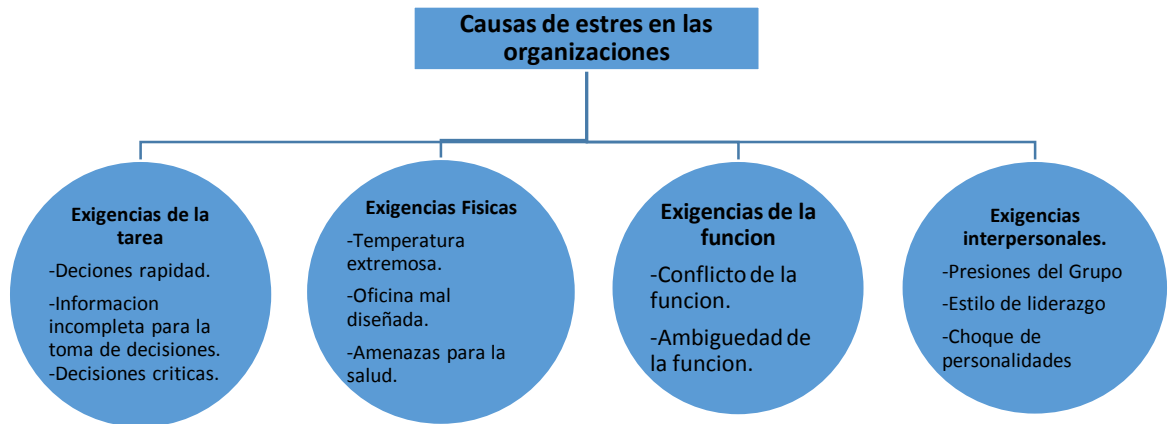 Causas de estres en las
organizaciones
Exigencias de la
tarea
-Deciones rapidad.
-Informacion
incompleta para la
toma de decisiones.
-Decisiones criticas.
Exigencias Fisicas
-Temperatura
extremosa.
-Oficina mal
diseñada.
-Amenazas para la
salud.
Exigencias de la
funcion
-Conflicto de la
funcion.
-Ambiguedad de
la funcion.
Exigencias
interpersonales.
-Presiones del Grupo
-Estilo de liderazgo
-Choque de
personalidades